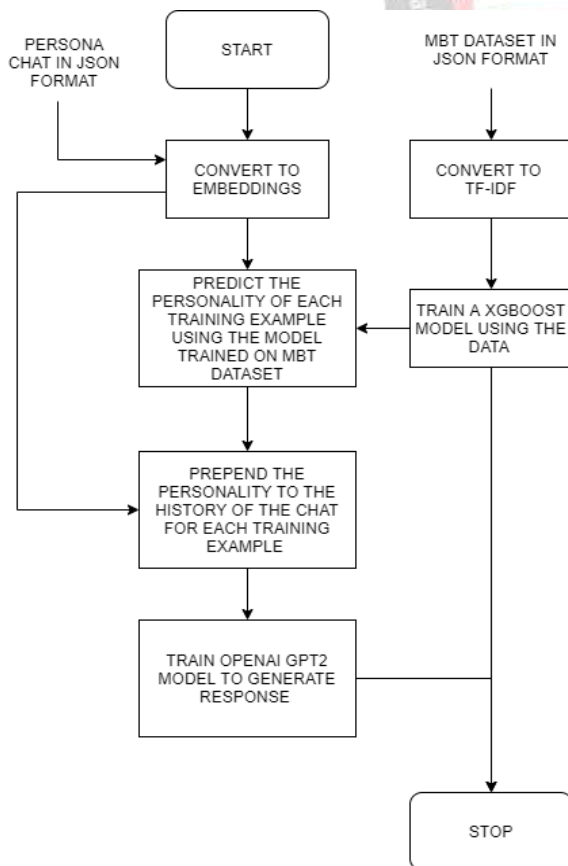 PERSONA
CHAT IN JSON
FORMAT
START
MBT DATASET IN
JSON FORMAT
CONVERT TO
EMBEDDINGS
CONVERT TO
TF-IDF
PREDICT THE
PERSONALITY OF EACH
TRAINING EXAMPLE
USING THE MODEL
TRAINED ON MBT
DATASET
TRAIN A XGBOOST
MODEL USING THE
DATA
PREPEND THE
PERSONALITY TO THE
HISTORY OF THE CHAT
FOR EACH TRAINING
EXAMPLE
TRAIN OPENAI GPT2
MODEL TO GENERATE
RESPONSE
STOP